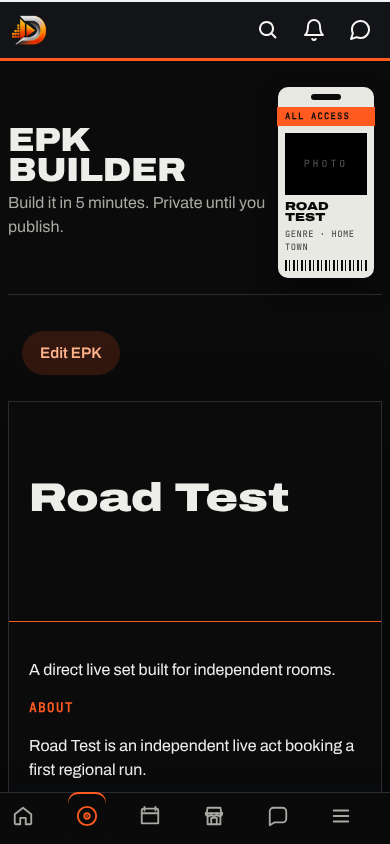 ALL ACCESS
PHOTO
ROAD
TEST
GENRE · HOME
TOWN
EPK
BUILDER
Build it in 5 minutes. Private until you
publish.
Edit EPK
Road Test
A direct live set built for independent rooms.
ABOUT
Road Test is an independent live act booking a
first regional run.